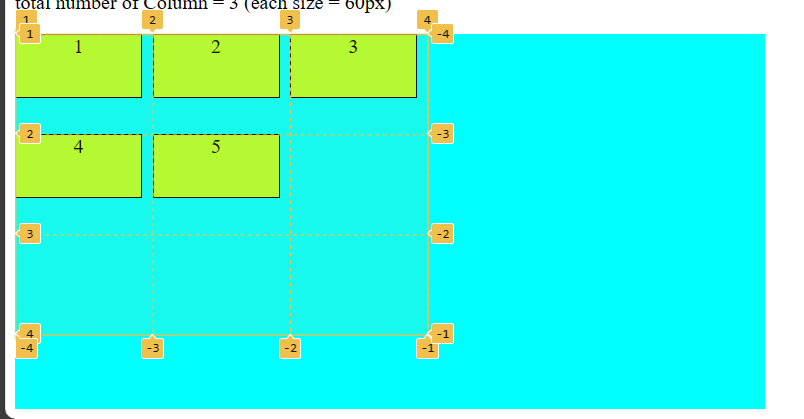 total number of Column = 3 (each size = 60px)
1 2 3 4
1 -4
1 2 3
2 -3
4 5
3 -2
4 -1
-4 -3 -2 -1